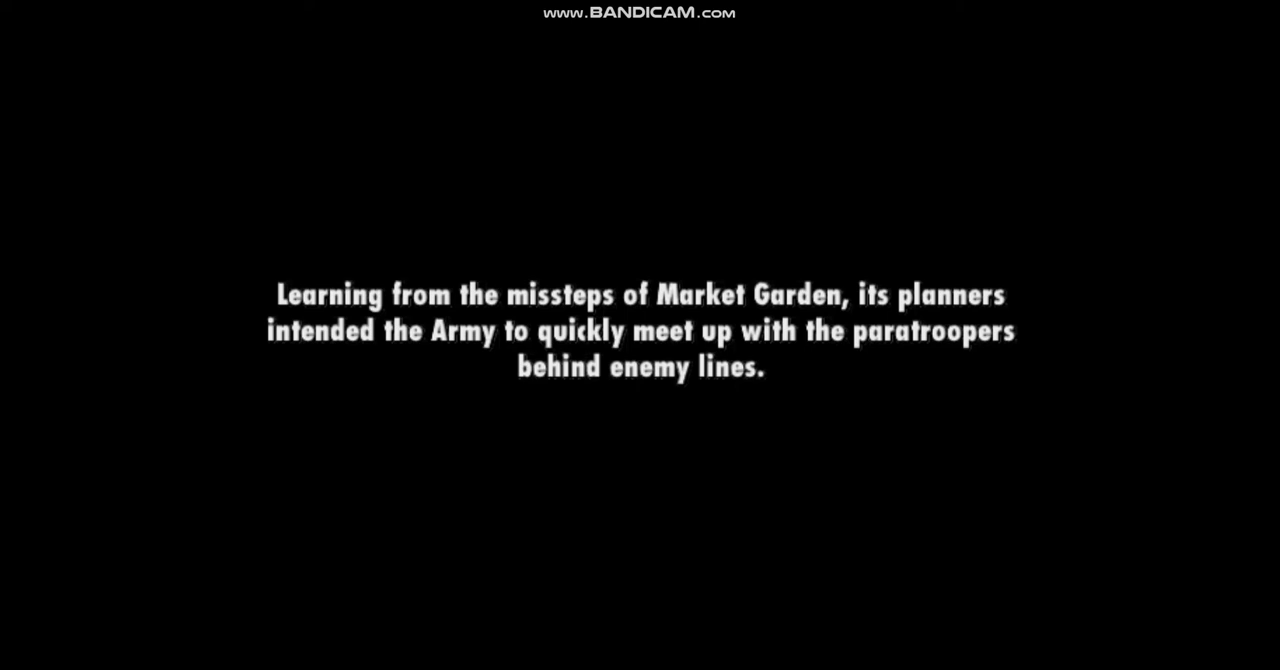 www.BANDICAM.com
Learning from the missteps of Market Garden, its planners
intended the Army to quickly meet up with the paratroopers
behind enemy lines.